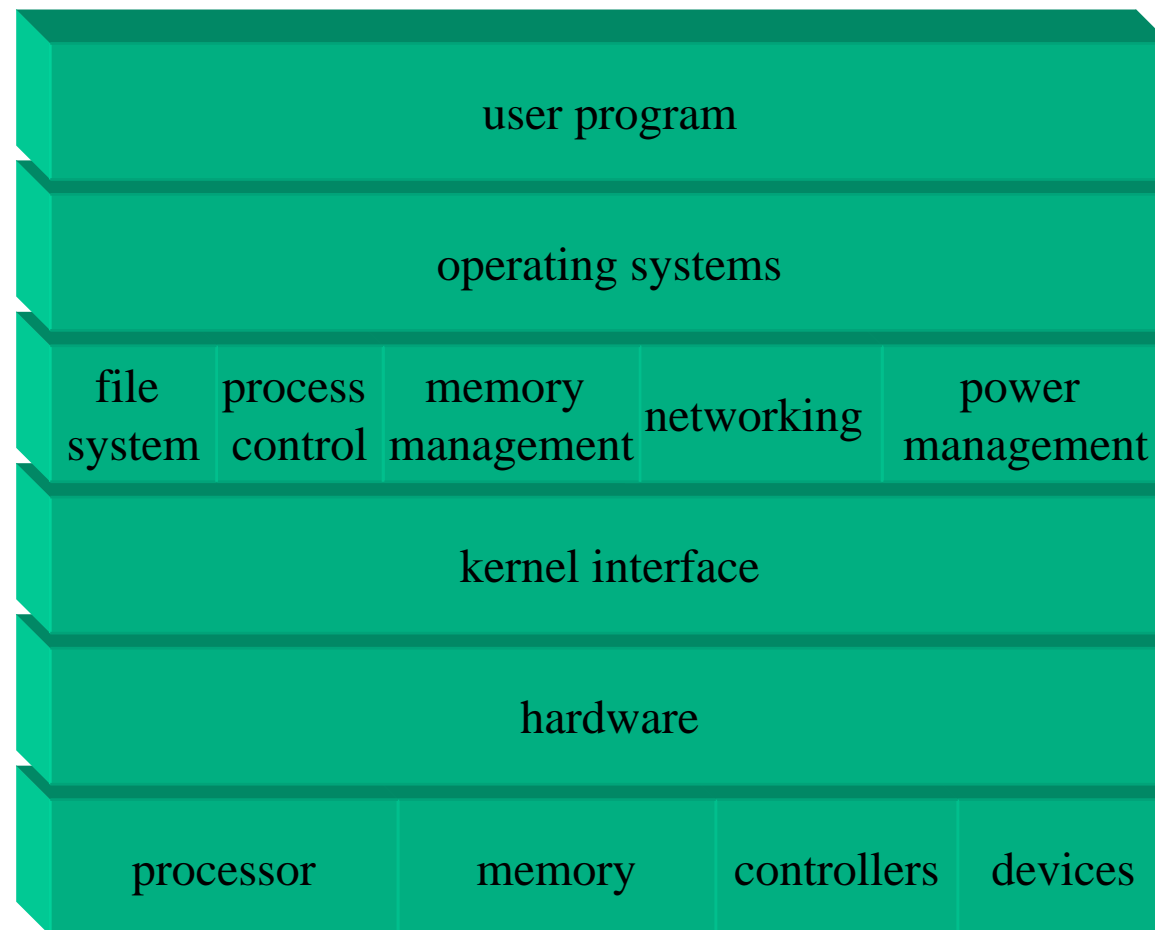 user program
operating systems
file system
process control
memory management
networking
power management
kernel interface
hardware
processor
memory
controllers
devices